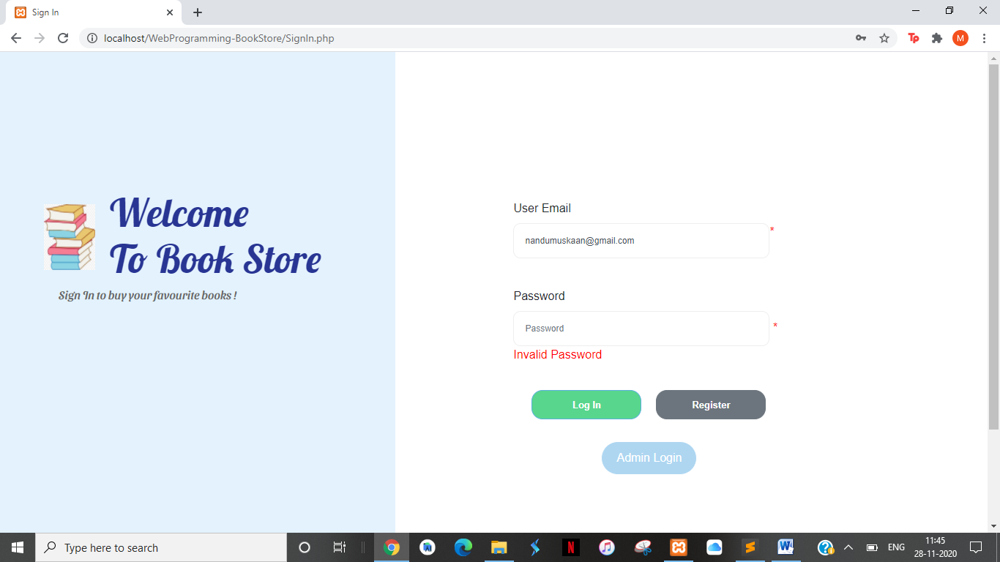 Sign In
localhost/WebProgramming-BookStore/SignIn.php
Tp
M
Welcome
To Book Store
Sign In to buy your favourite books !
User Email
nandumuskaan@gmail.com
*
Password
Password
*
Invalid Password
Log In
Register
Admin Login
Type here to search
N
W
?
ENG
11:45
28-11-2020